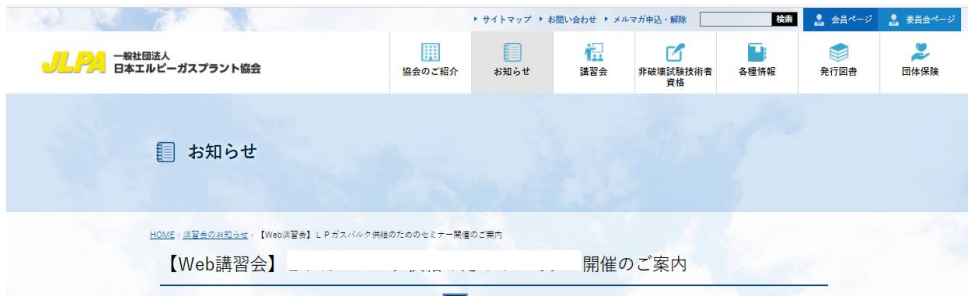 サイトマップ お問い合わせ メルマガ申込・解除 検索 会員ページ 委員会ページ
JLPA 一般社団法人
日本エルピーガスプラント協会
協会のご紹介 お知らせ 講習会 非破壊試験技術者
資格 各種情報 発行図書 団体保険
お知らせ
HOME › 講習会のお知らせ › 【Web講習会】ＬＰガスバルク供給のためのセミナー開催のご案内
【Web講習会】 開催のご案内